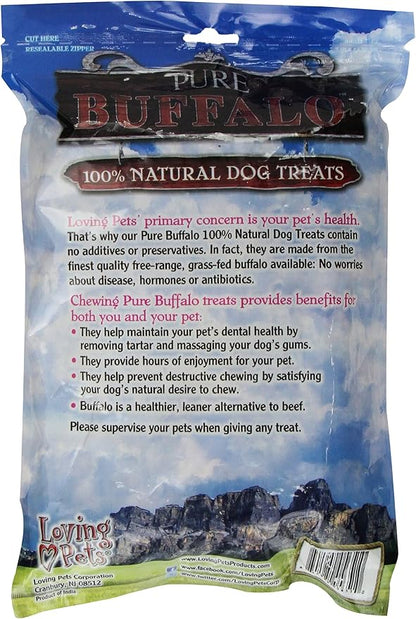 CUT HERE
RESEALABLE ZIPPER
PURE
BUFFALO
100% NATURAL DOG TREATS
Loving Pets' primary concern is your pet's health.
That's why our Pure Buffalo 100% Natural Dog Treats contain
no additives or preservatives. In fact, they are made from the
finest quality free-range, grass-fed buffalo available: No worries
about disease, hormones or antibiotics.
Chewing Pure Buffalo treats provides benefits for
both you and your pet:
• They help maintain your pet's dental health by
removing tartar and massaging your dog's gums.
• They provide hours of enjoyment for your pet.
• They help prevent destructive chewing by satisfying
your dog's natural desire to chew.
• Buffalo is a healthier, leaner alternative to beef.
Please supervise your pets when giving any treat.
Loving
Pets
Loving Pets Corporation
Cranbury, NJ 08512
Product of India
www.LovingPetsProducts.com
www.facebook.com/LovingPets
www.twitter.com/LovingPetsCorp